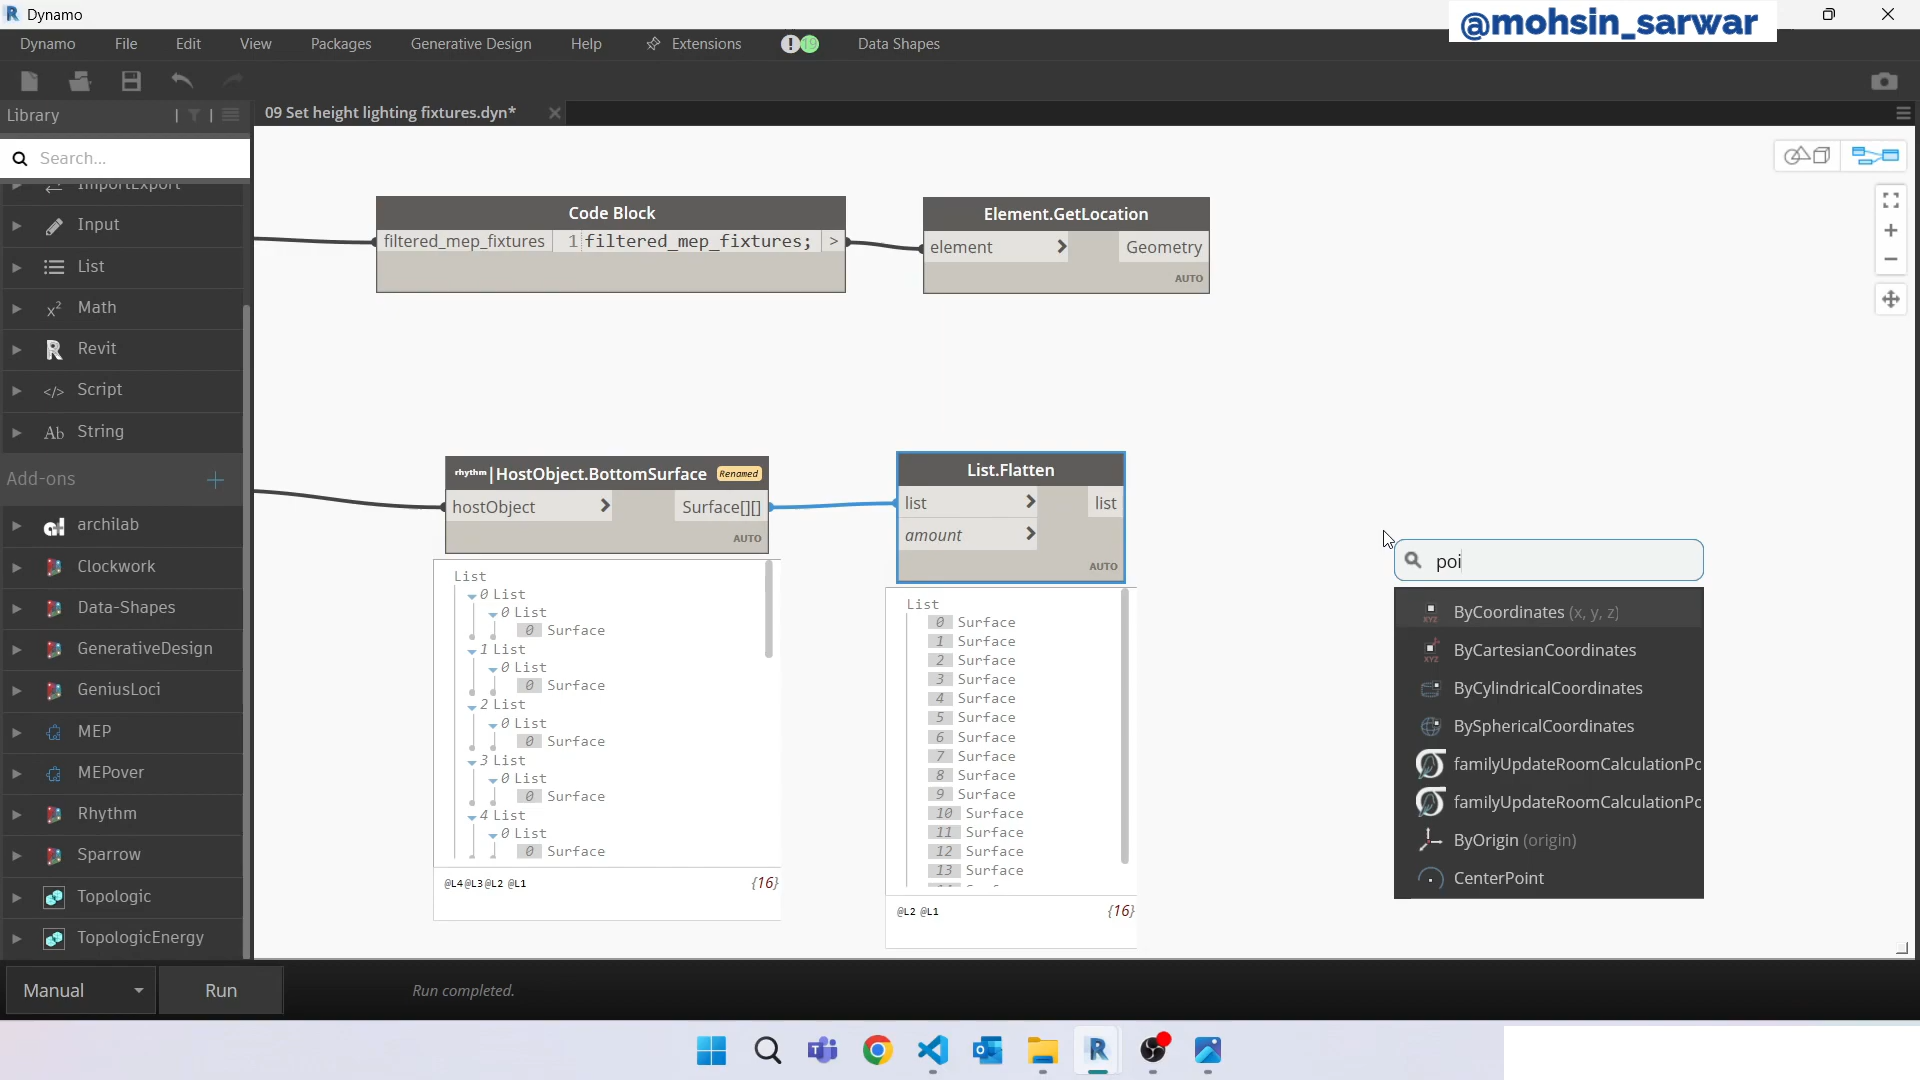 Dynamo
@mohsin_sarwar
Dynamo File Edit View Packages Generative Design Help Extensions Data Shapes
Library
09 Set height lighting fixtures.dyn*
Search...
ImportExport
Input
List
Math
Revit
Script
String
Add-ons
archilab
Clockwork
Data-Shapes
GenerativeDesign
GeniusLoci
MEP
MEPover
Rhythm
Sparrow
Topologic
TopologicEnergy
Code Block
filtered_mep_fixtures 1 filtered_mep_fixtures; >
Element.GetLocation
element > Geometry
AUTO
rhythm | HostObject.BottomSurface Renamed
hostObject > Surface[][]
AUTO
List
0 List
0 List
0 Surface
1 List
0 List
0 Surface
2 List
0 List
0 Surface
3 List
0 List
0 Surface
4 List
0 List
0 Surface
@L4 @L3 @L2 @L1 {16}
List.Flatten
list > list
amount >
AUTO
List
0 Surface
1 Surface
2 Surface
3 Surface
4 Surface
5 Surface
6 Surface
7 Surface
8 Surface
9 Surface
10 Surface
11 Surface
12 Surface
13 Surface
@L2 @L1 {16}
poi
ByCoordinates (x, y, z)
ByCartesianCoordinates
ByCylindricalCoordinates
BySphericalCoordinates
familyUpdateRoomCalculationPc
familyUpdateRoomCalculationPc
ByOrigin (origin)
CenterPoint
Manual Run Run completed.